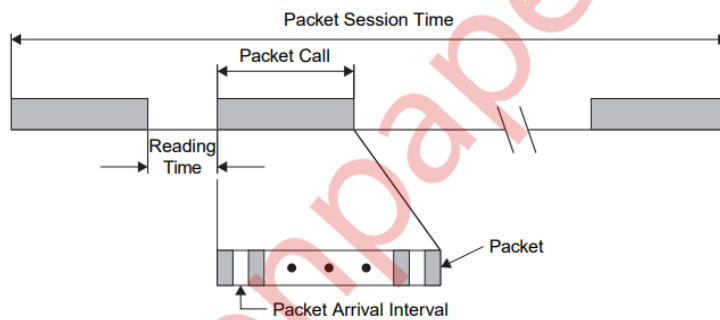 Packet Session Time
Packet Call
Reading
Time
Packet
Packet Arrival Interval